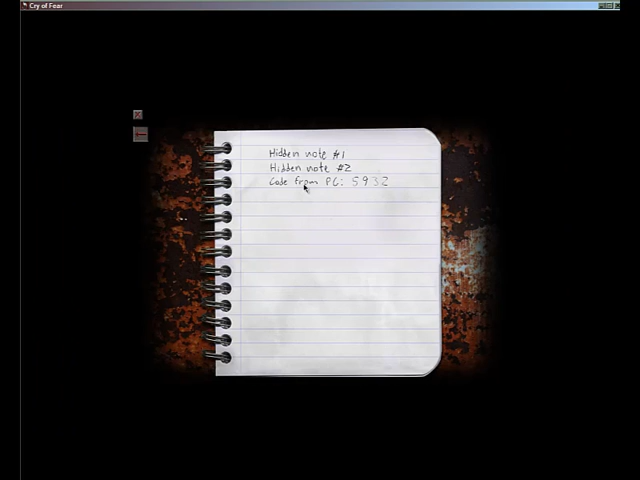 Cry of Fear
Hidden note #1
Hidden note #2
Code from PC: 5932